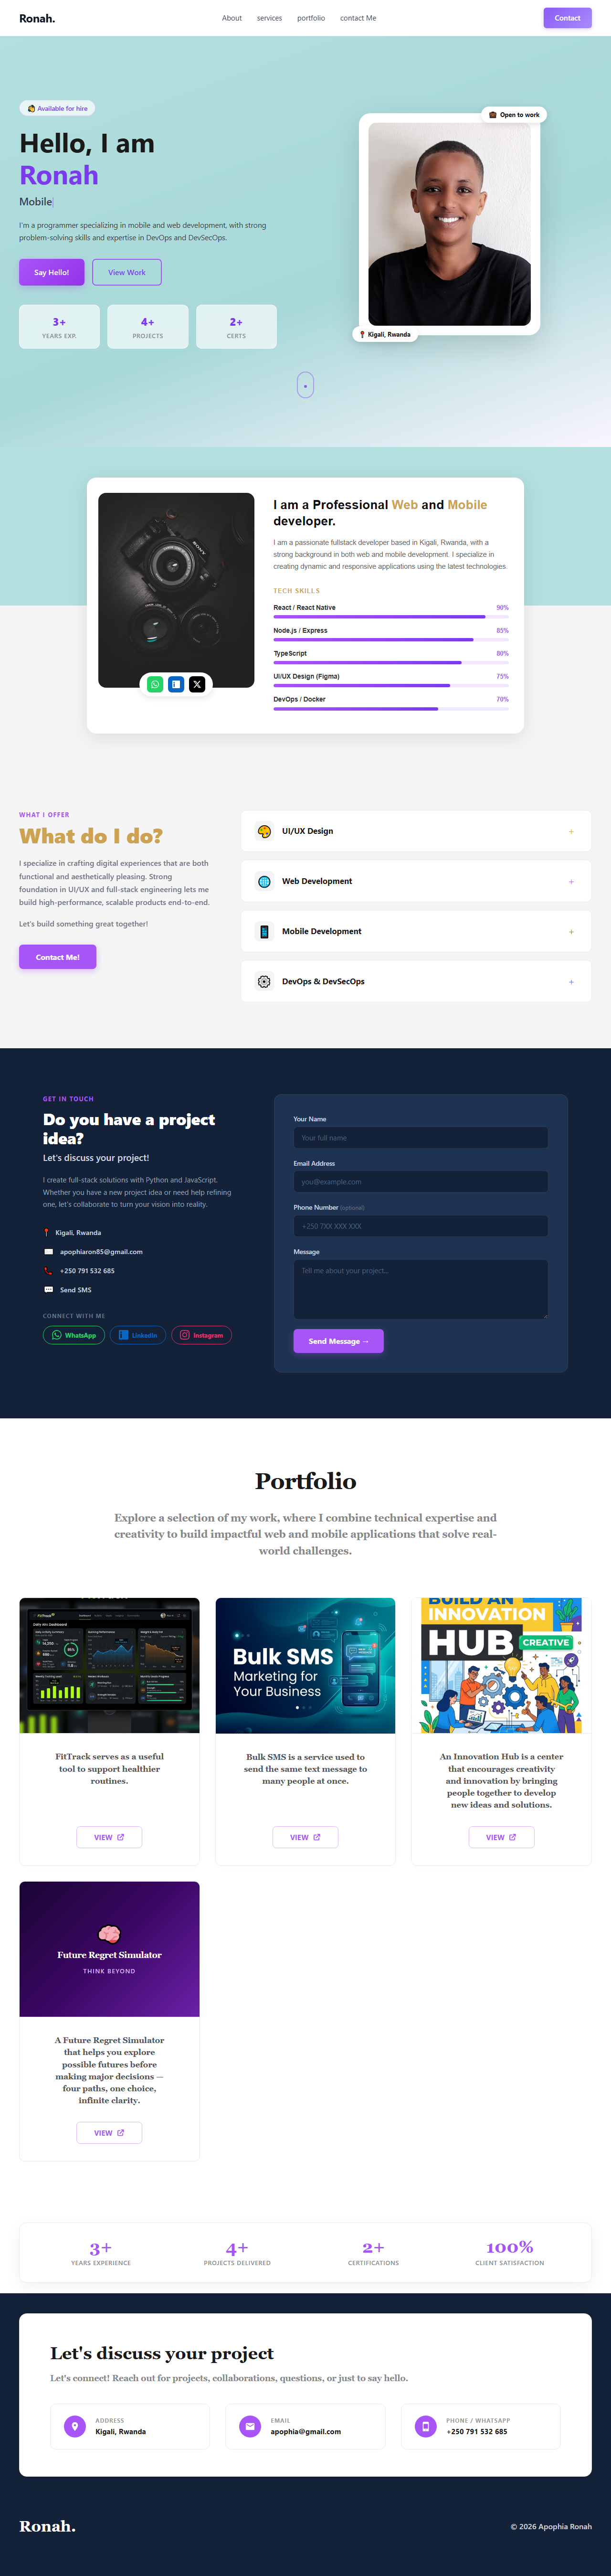 Ronah.
About services portfolio contact Me
Contact
Available for hire
Open to work
Hello, I am
Ronah
Mobile
I'm a programmer specializing in mobile and web development, with strong
problem-solving skills and expertise in DevOps and DevSecOps.
Say Hello!
View Work
3+
YEARS EXP.
4+
PROJECTS
2+
CERTS
Kigali, Rwanda
SONY
I am a Professional Web and Mobile
developer.
I am a passionate fullstack developer based in Kigali, Rwanda, with a
strong background in both web and mobile development. I specialize in
creating dynamic and responsive applications using the latest technologies.
TECH SKILLS
React / React Native 90%
Node.js / Express 85%
TypeScript 80%
UI/UX Design (Figma) 75%
DevOps / Docker 70%
WHAT I OFFER
What do I do?
I specialize in crafting digital experiences that are both
functional and aesthetically pleasing. Strong
foundation in UI/UX and full-stack engineering lets me
build high-performance, scalable products end-to-end.
Let's build something great together!
Contact Me!
UI/UX Design +
Web Development +
Mobile Development +
DevOps & DevSecOps +
GET IN TOUCH
Do you have a project
idea?
Let's discuss your project!
I create full-stack solutions with Python and JavaScript.
Whether you have a new project idea or need help refining
one, let's collaborate to turn your vision into reality.
Kigali, Rwanda
apophiaron85@gmail.com
+250 791 532 685
Send SMS
CONNECT WITH ME
WhatsApp
LinkedIn
Instagram
Your Name
Your full name
Email Address
you@example.com
Phone Number (optional)
+250 7XX XXX XXX
Message
Tell me about your project...
Send Message →
Portfolio
Explore a selection of my work, where I combine technical expertise and
creativity to build impactful web and mobile applications that solve real-
world challenges.
FitTrack serves as a useful
tool to support healthier
routines.
VIEW
Bulk SMS
Marketing for
Your Business
Bulk SMS is a service used to
send the same text message to
many people at once.
VIEW
BUILD AN
INNOVATION
HUB
CREATIVE
An Innovation Hub is a center
that encourages creativity
and innovation by bringing
people together to develop
new ideas and solutions.
VIEW
Future Regret Simulator
THINK BEYOND
A Future Regret Simulator
that helps you explore
possible futures before
making major decisions —
four paths, one choice,
infinite clarity.
VIEW
3+
YEARS EXPERIENCE
4+
PROJECTS DELIVERED
2+
CERTIFICATIONS
100%
CLIENT SATISFACTION
Let's discuss your project
Let's connect! Reach out for projects, collaborations, questions, or just to say hello.
ADDRESS
Kigali, Rwanda
EMAIL
apophia@gmail.com
PHONE / WHATSAPP
+250 791 532 685
Ronah.
© 2026 Apophia Ronah